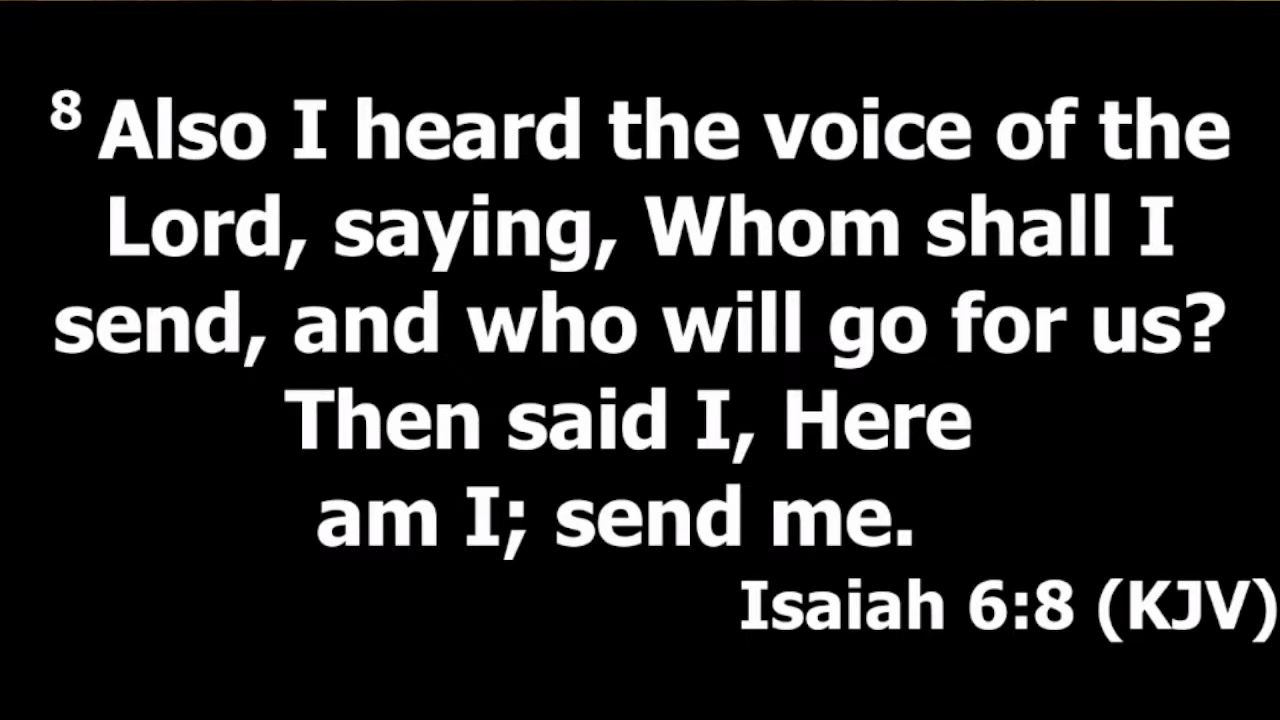 8 Also I heard the voice of the
Lord, saying, Whom shall I
send, and who will go for us?
Then said I, Here
am I; send me.
Isaiah 6:8 (KJV)